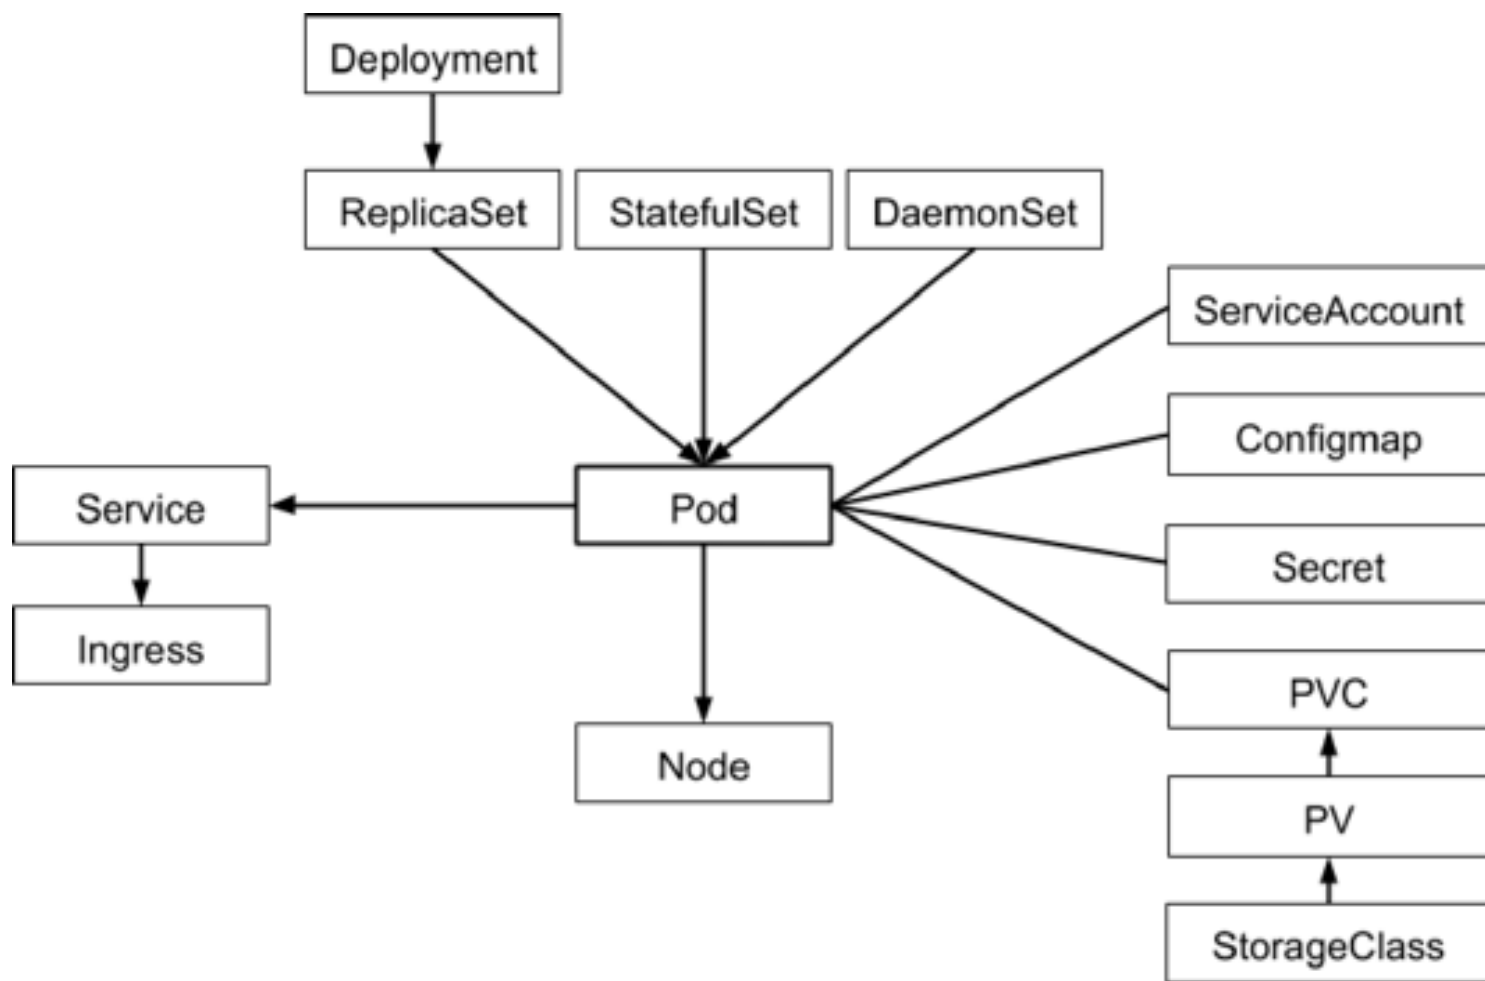 Deployment
ReplicaSet
StatefulSet
DaemonSet
ServiceAccount
Configmap
Service
Pod
Secret
Ingress
PVC
Node
PV
StorageClass